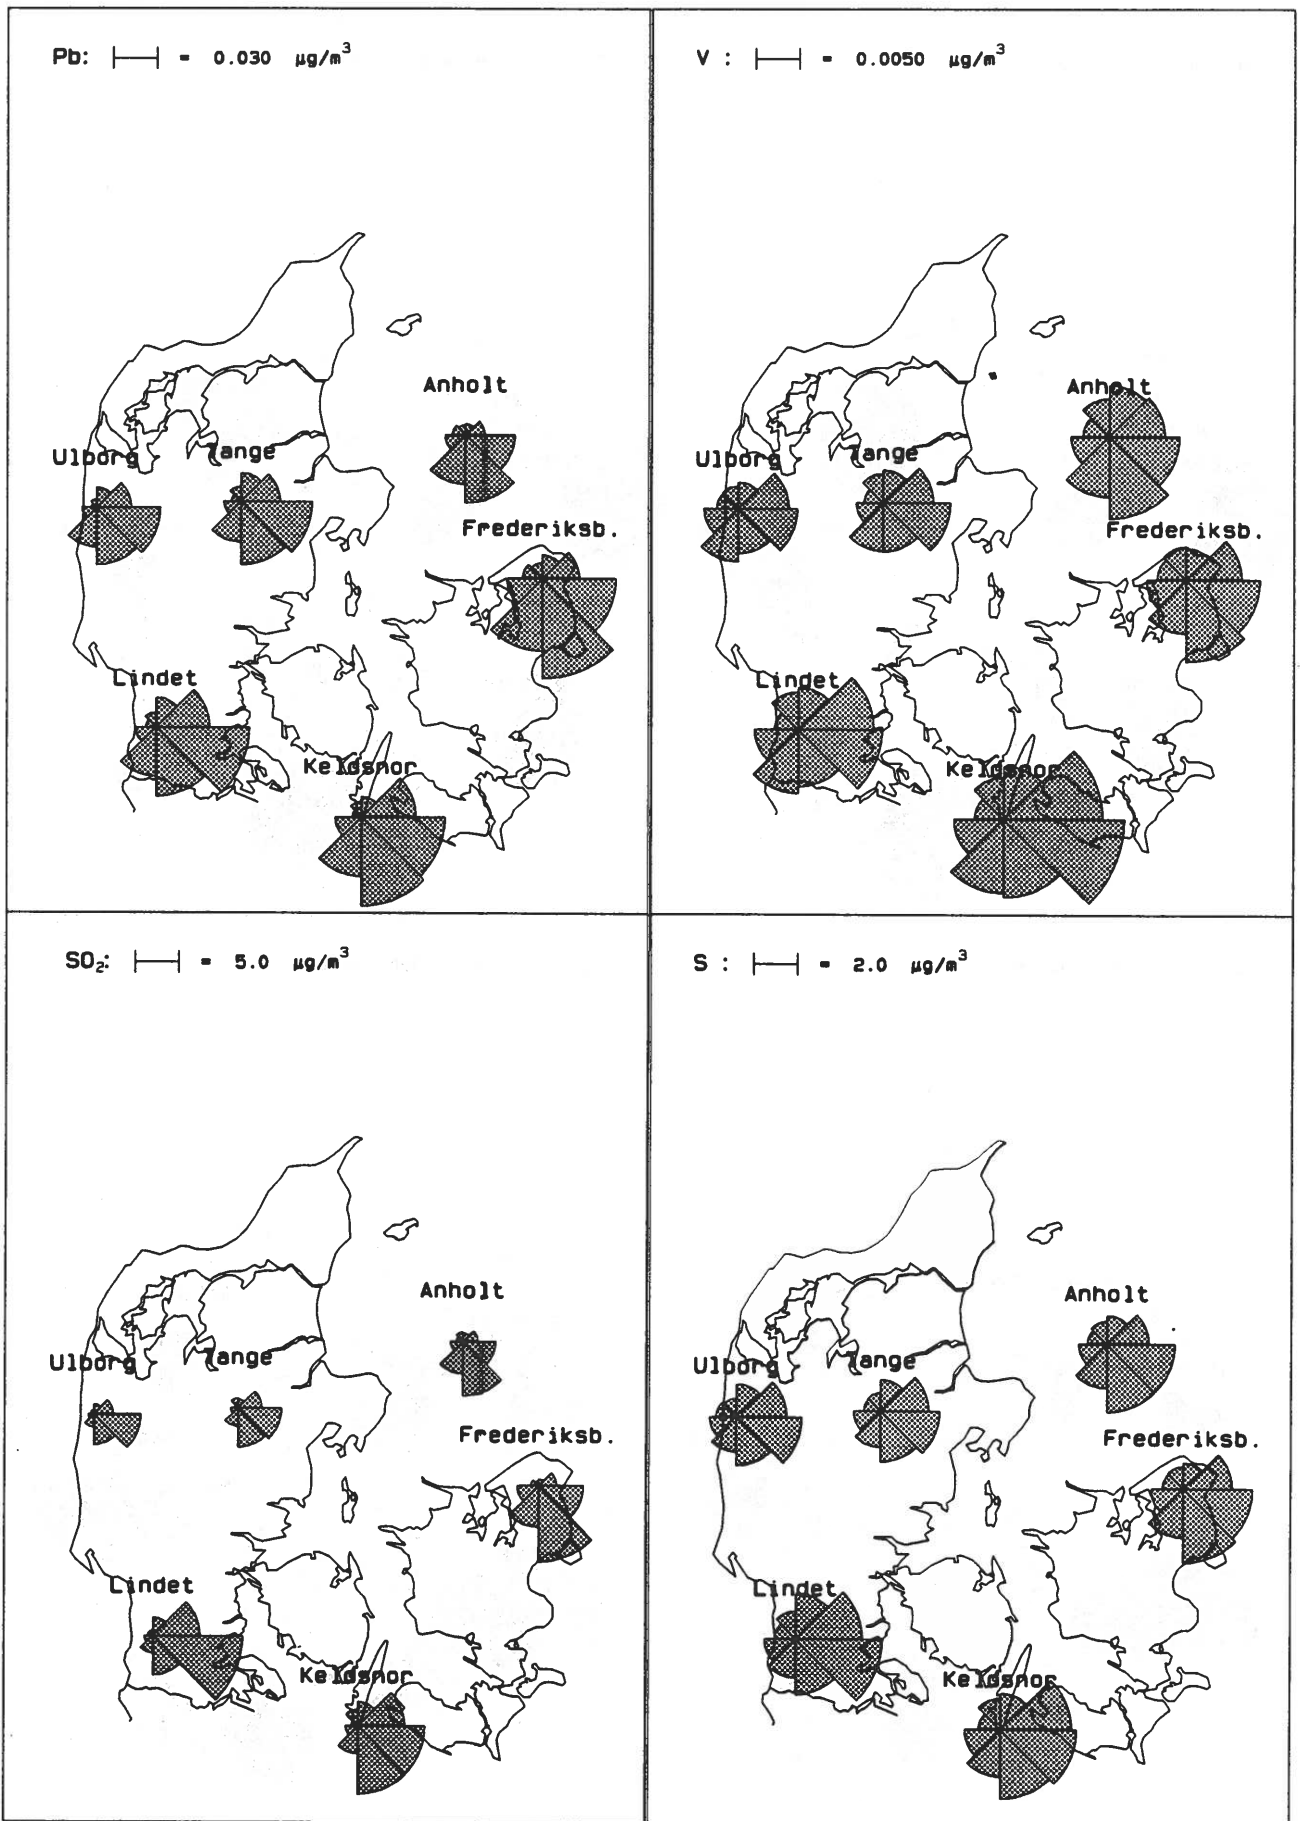 Pb: = 0.030 µg/m³
Anholt
Ulborg
Tange
Frederiksb.
Lindet
Keldsnor
V : = 0.0050 µg/m³
Anholt
Ulborg
Tange
Frederiksb.
Lindet
Keldsnor
SO₂: = 5.0 µg/m³
Anholt
Ulborg
Tange
Frederiksb.
Lindet
Keldsnor
S : = 2.0 µg/m³
Anholt
Ulborg
Tange
Frederiksb.
Lindet
Keldsnor